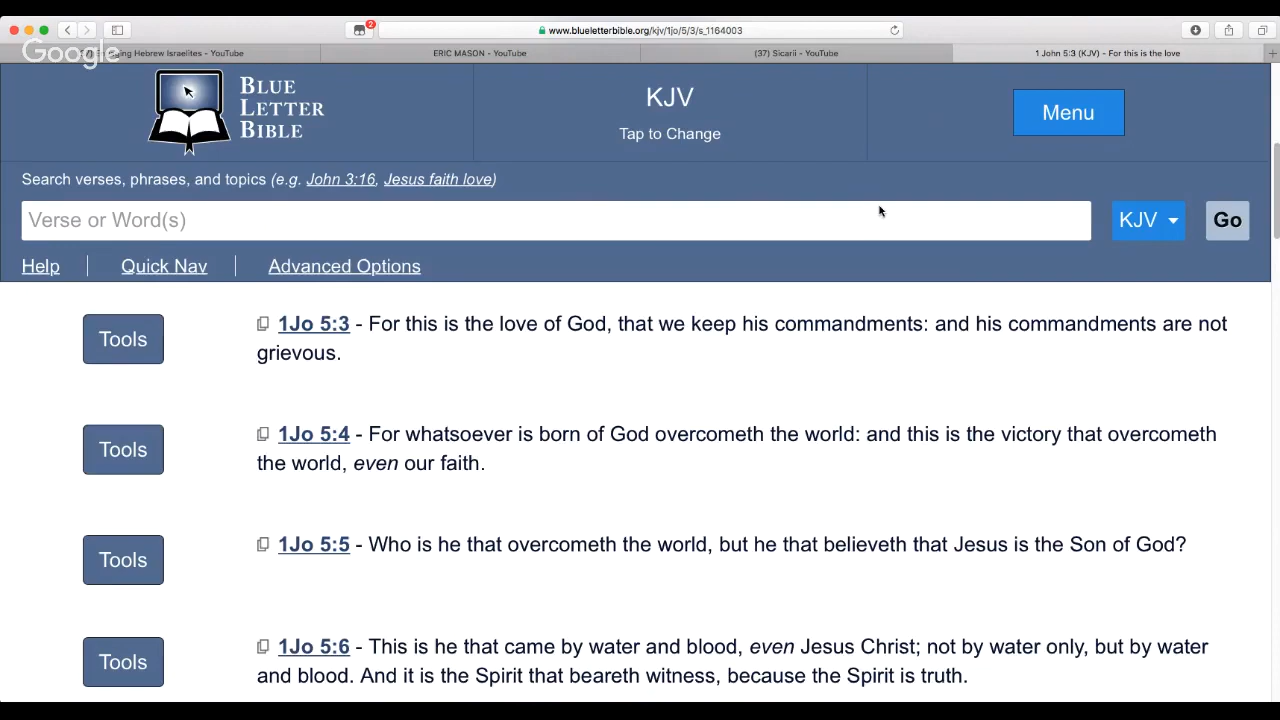 2
www.blueletterbible.org/kjv/1jo/5/3/s_1164003
Google
Hebrew Israelites - YouTube
ERIC MASON - YouTube
(37) Sicarii - YouTube
1 John 5:3 (KJV) - For this is the love
BLUE
LETTER
BIBLE
KJV
Tap to Change
Menu
Search verses, phrases, and topics (e.g. John 3:16, Jesus faith love)
Verse or Word(s)
KJV
Go
Help
Quick Nav
Advanced Options
Tools
1Jo 5:3 - For this is the love of God, that we keep his commandments: and his commandments are not
grievous.
Tools
1Jo 5:4 - For whatsoever is born of God overcometh the world: and this is the victory that overcometh
the world, even our faith.
Tools
1Jo 5:5 - Who is he that overcometh the world, but he that believeth that Jesus is the Son of God?
Tools
1Jo 5:6 - This is he that came by water and blood, even Jesus Christ; not by water only, but by water
and blood. And it is the Spirit that beareth witness, because the Spirit is truth.